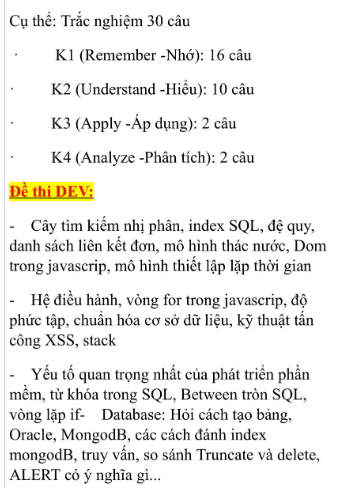 Cụ thể: Trắc nghiệm 30 câu
· K1 (Remember -Nhớ): 16 câu
· K2 (Understand -Hiểu): 10 câu
· K3 (Apply -Áp dụng): 2 câu
· K4 (Analyze -Phân tích): 2 câu
Đề thi DEV:
- Cây tìm kiếm nhị phân, index SQL, đệ quy,
danh sách liên kết đơn, mô hình thác nước, Dom
trong javascrip, mô hình thiết lập lặp thời gian
- Hệ điều hành, vòng for trong javascrip, độ
phức tập, chuẩn hóa cơ sở dữ liệu, kỹ thuật tấn
công XSS, stack
- Yếu tố quan trọng nhất của phát triển phần
mềm, từ khóa trong SQL, Between tròn SQL,
vòng lặp if- Database: Hỏi cách tạo bảng,
Oracle, MongodB, các cách đánh index
mongodB, truy vấn, so sánh Truncate và delete,
ALERT có ý nghĩa gì...